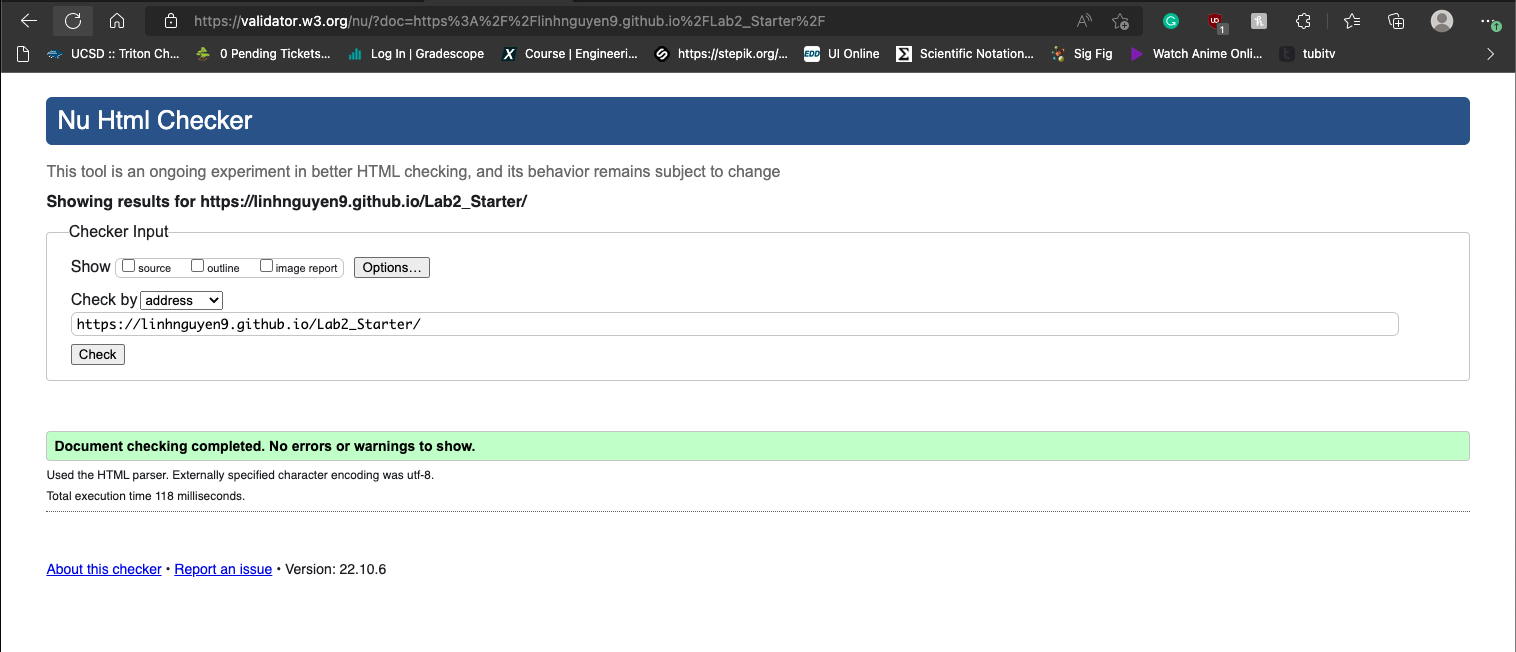 https://validator.w3.org/nu/?doc=https%3A%2F%2Flinhnguyen9.github.io%2FLab2_Starter%2F
UCSD :: Triton Ch... 0 Pending Tickets... Log In | Gradescope X Course | Engineeri... https://stepik.org/... EDD UI Online Σ Scientific Notation... Sig Fig Watch Anime Onli... t tubitv
Nu Html Checker
This tool is an ongoing experiment in better HTML checking, and its behavior remains subject to change
Showing results for https://linhnguyen9.github.io/Lab2_Starter/
Checker Input
Show source outline image report Options...
Check by address
https://linhnguyen9.github.io/Lab2_Starter/
Check
Document checking completed. No errors or warnings to show.
Used the HTML parser. Externally specified character encoding was utf-8.
Total execution time 118 milliseconds.
About this checker • Report an issue • Version: 22.10.6